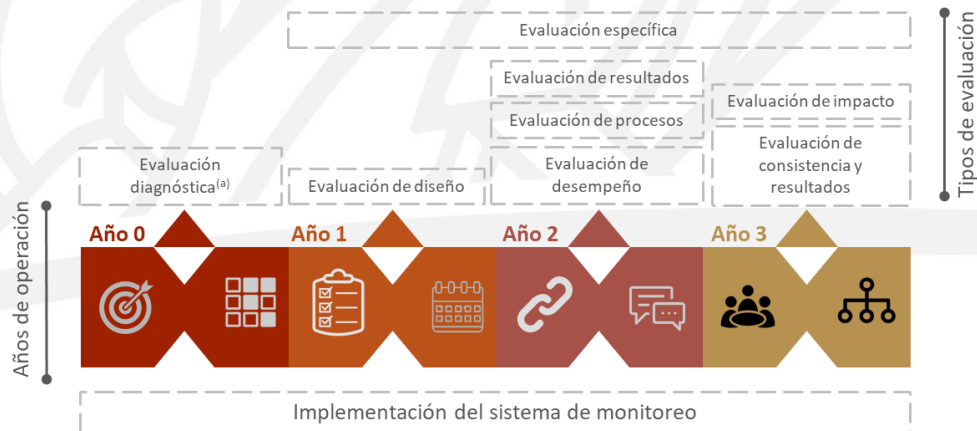 Evaluación específica
Evaluación de resultados
Evaluación de procesos
Evaluación de
desempeño
Evaluación de impacto
Evaluación de
consistencia y
resultados
Evaluación
diagnóstica(a)
Evaluación de diseño
Tipos de evaluación
Años de operación
Año 0
Año 1
Año 2
Año 3
Implementación del sistema de monitoreo